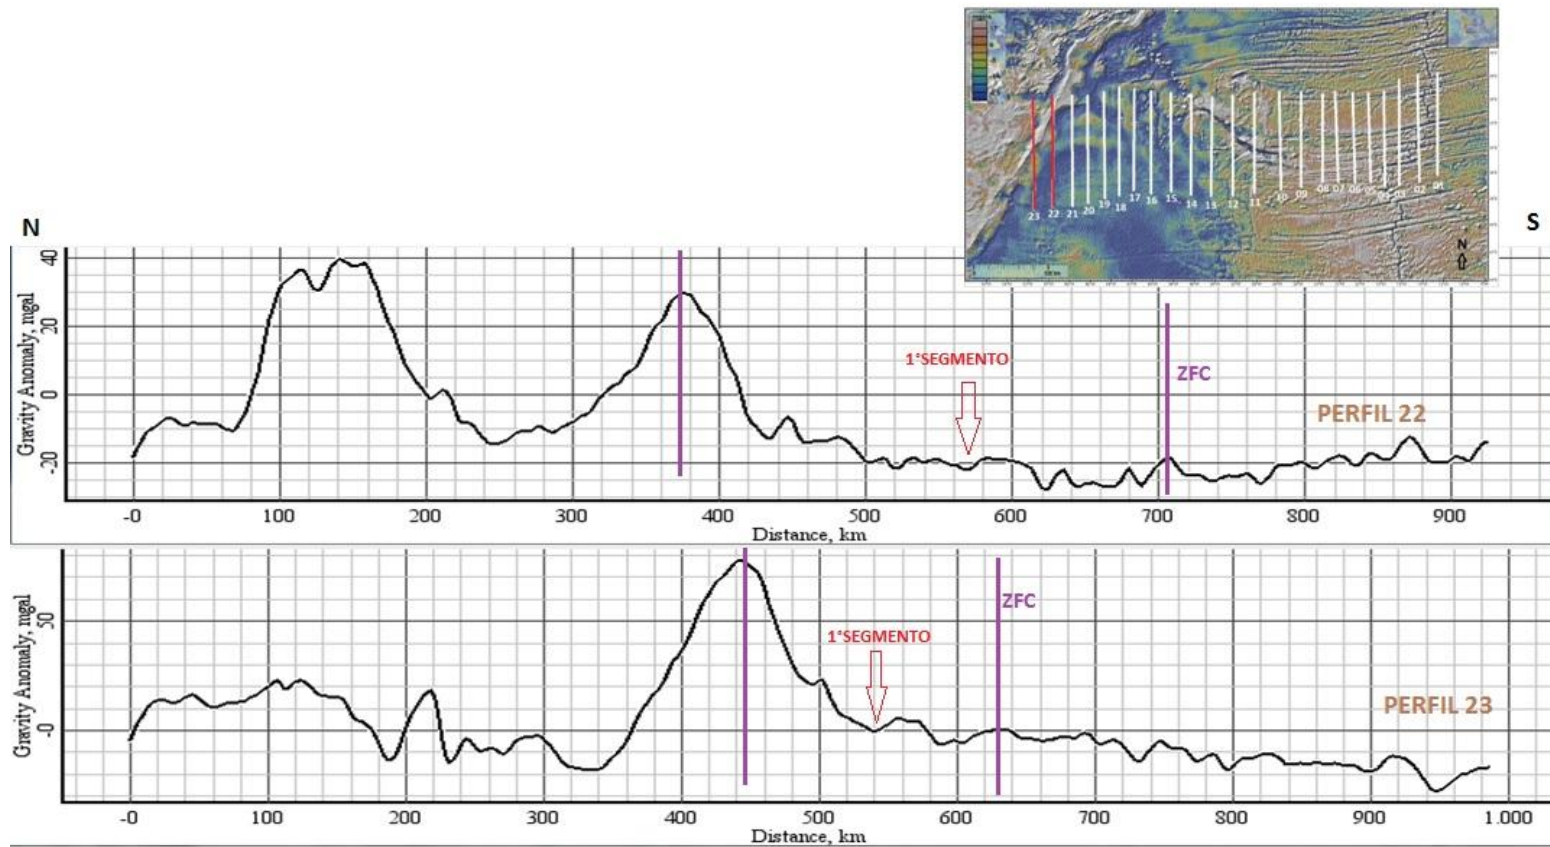 N
S
23 22 21 20 19 18 17 16 15 14 13 12 11 10 09 08 07 06 05 03 02 01
N
Gravity Anomaly, mgal
40
20
0
-20
1°SEGMENTO
ZFC
PERFIL 22
-0 100 200 300 400 500 600 700 800 900
Distance, km
Gravity Anomaly, mgal
50
-0
1°SEGMENTO
ZFC
PERFIL 23
-0 100 200 300 400 500 600 700 800 900 1.000
Distance, km